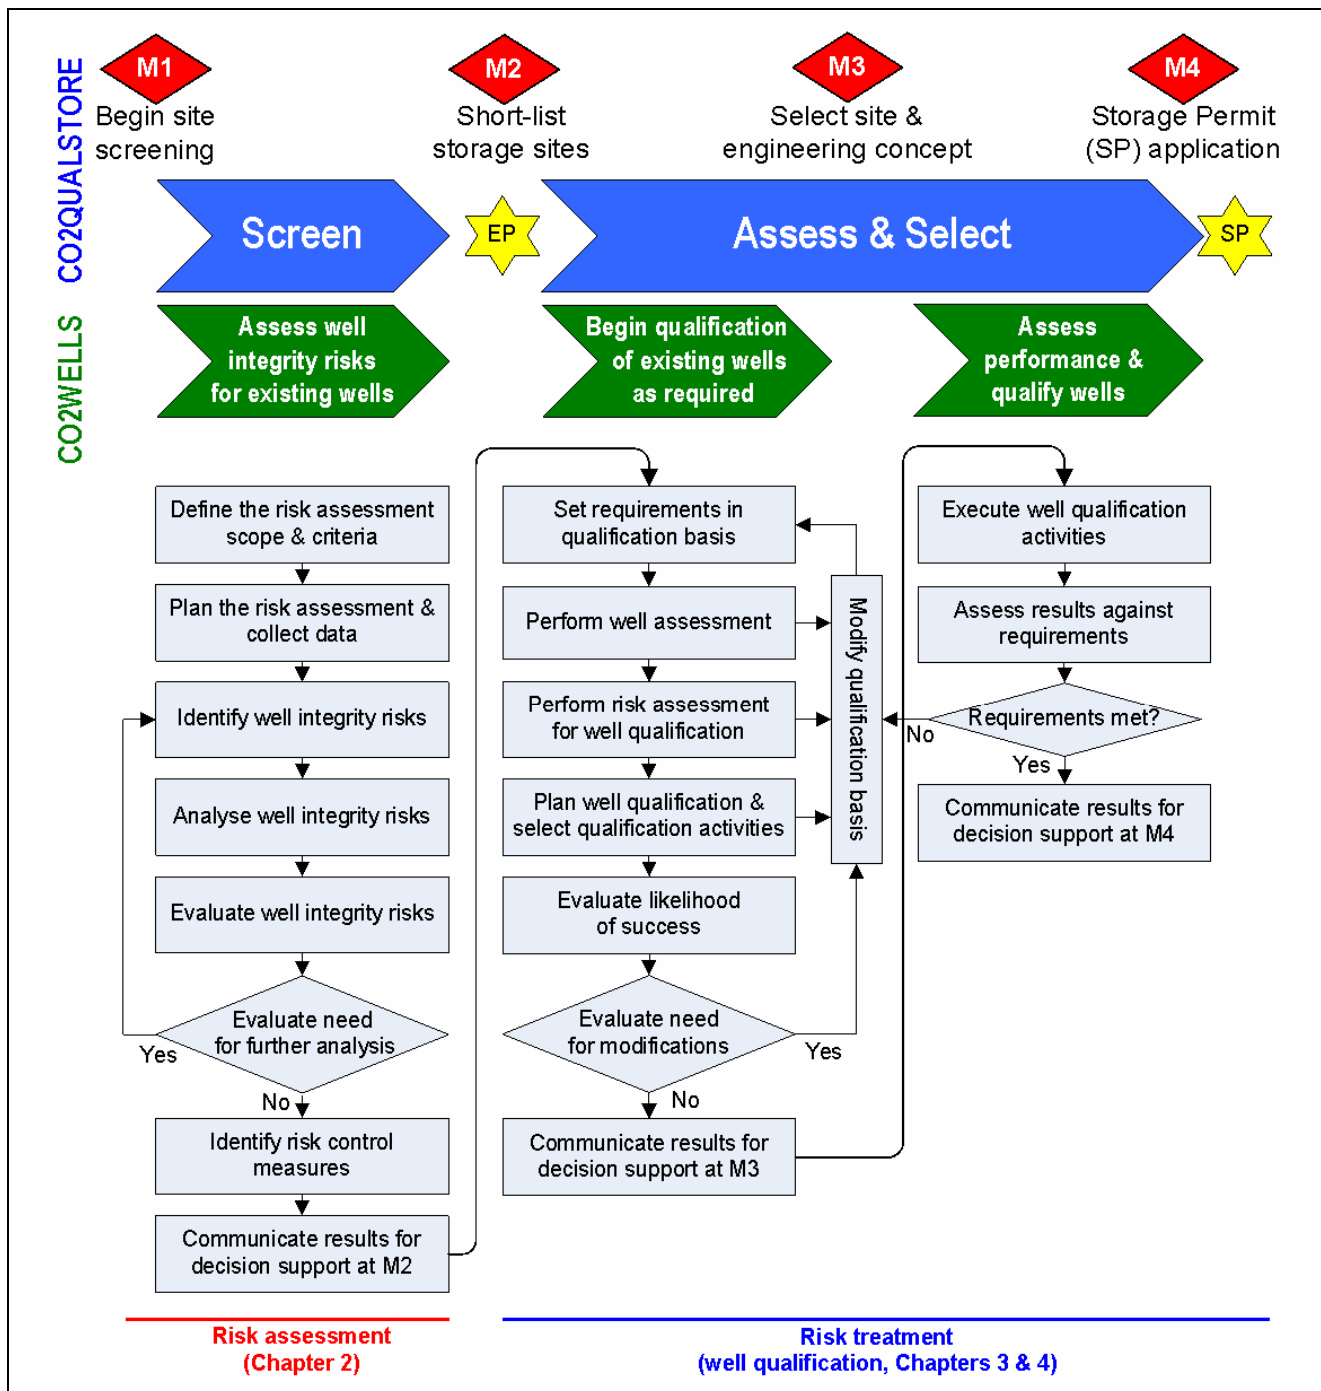 M1
M2
M3
M4
Begin site
screening
Short-list
storage sites
Select site &
engineering concept
Storage Permit
(SP) application
CO2QUALSTORE
Screen
EP
Assess & Select
SP
CO2WELLS
Assess well
integrity risks
for existing wells
Begin qualification
of existing wells
as required
Assess
performance &
qualify wells
Define the risk assessment
scope & criteria
Plan the risk assessment &
collect data
Identify well integrity risks
Analyse well integrity risks
Evaluate well integrity risks
Evaluate need
for further analysis
Yes
No
Identify risk control
measures
Communicate results for
decision support at M2
Set requirements in
qualification basis
Perform well assessment
Perform risk assessment
for well qualification
Plan well qualification &
select qualification activities
Evaluate likelihood
of success
Evaluate need
for modifications
Yes
No
Communicate results for
decision support at M3
Modify qualification basis
Execute well qualification
activities
Assess results against
requirements
Requirements met?
No
Yes
Communicate results for
decision support at M4
Risk assessment
(Chapter 2)
Risk treatment
(well qualification, Chapters 3 & 4)